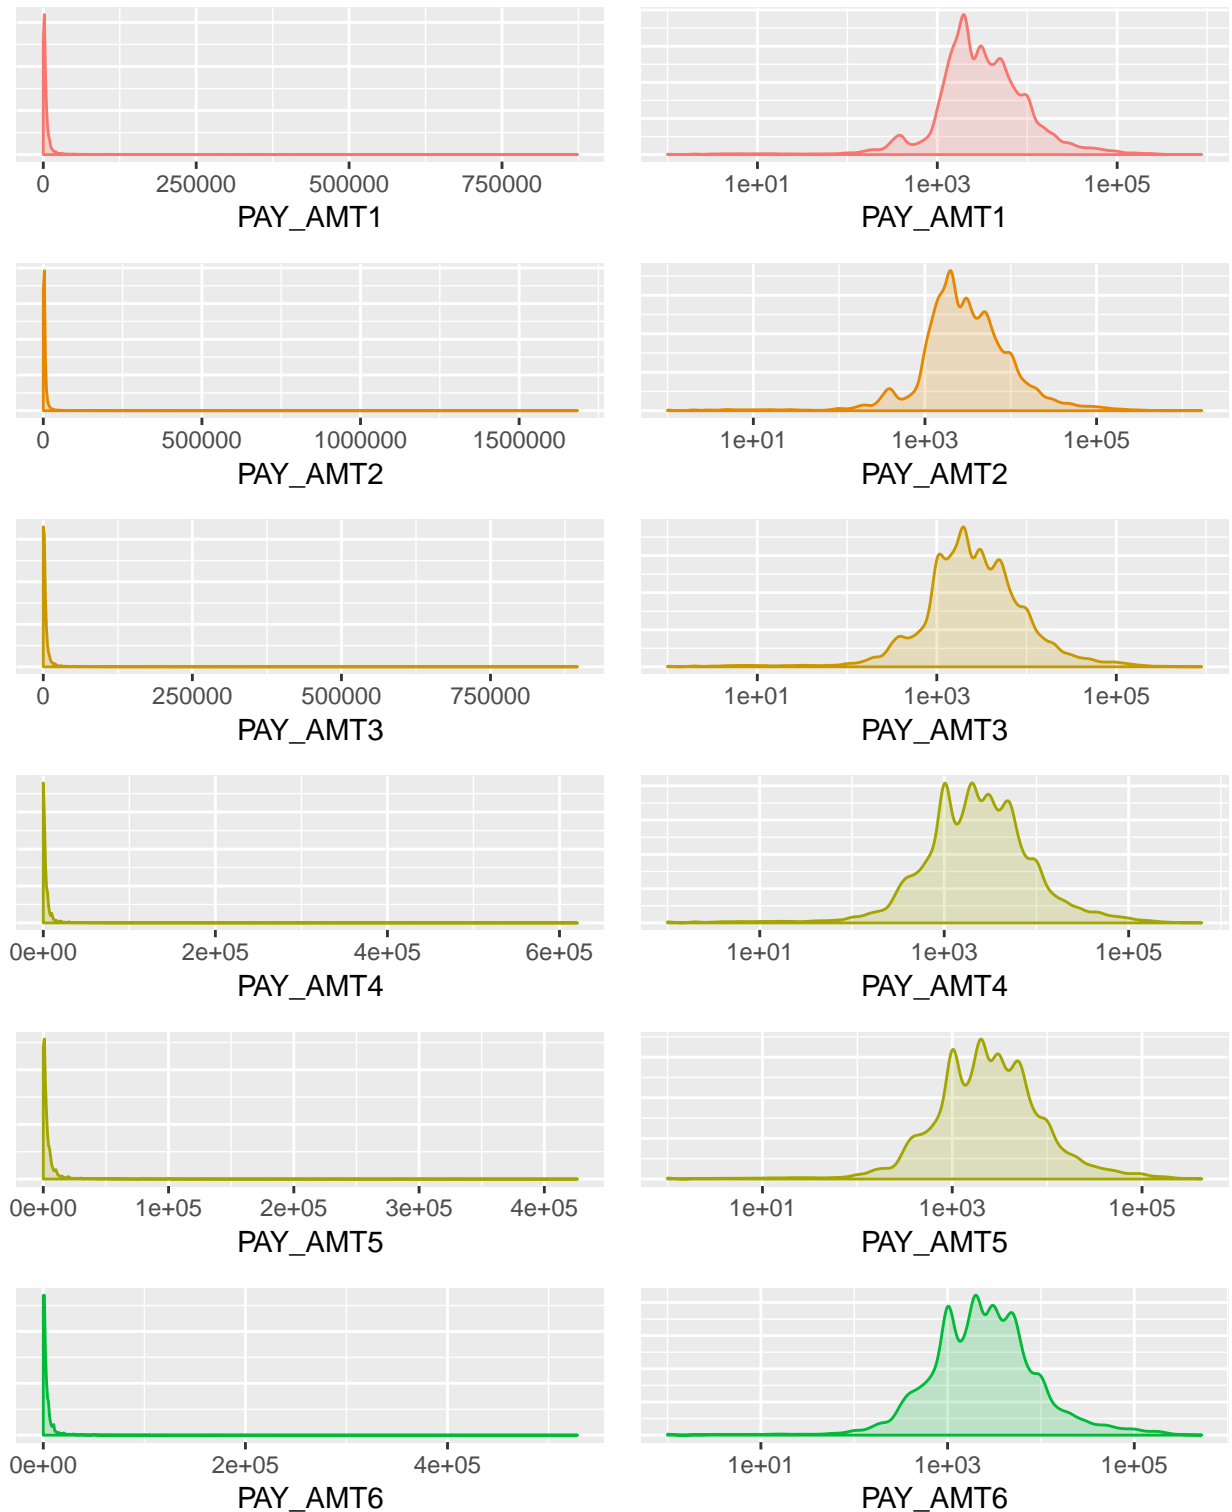 0 250000 500000 750000 1e+01 1e+03 1e+05
PAY_AMT1 PAY_AMT1
0 500000 1000000 1500000 1e+01 1e+03 1e+05
PAY_AMT2 PAY_AMT2
0 250000 500000 750000 1e+01 1e+03 1e+05
PAY_AMT3 PAY_AMT3
0e+00 2e+05 4e+05 6e+05 1e+01 1e+03 1e+05
PAY_AMT4 PAY_AMT4
0e+00 1e+05 2e+05 3e+05 4e+05 1e+01 1e+03 1e+05
PAY_AMT5 PAY_AMT5
0e+00 2e+05 4e+05 1e+01 1e+03 1e+05
PAY_AMT6 PAY_AMT6